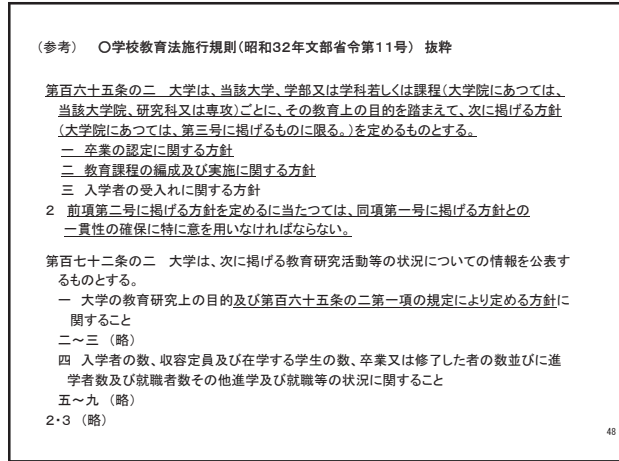 (参考) 〇学校教育法施行規則(昭和32年文部省令第11号) 抜粋
第百六十五条の二 大学は、当該大学、学部又は学科若しくは課程(大学院にあつては、
当該大学院、研究科又は専攻)ごとに、その教育上の目的を踏まえて、次に掲げる方針
(大学院にあつては、第三号に掲げるものに限る。)を定めるものとする。
一 卒業の認定に関する方針
二 教育課程の編成及び実施に関する方針
三 入学者の受入れに関する方針
2 前項第二号に掲げる方針を定めるに当たつては、同項第一号に掲げる方針との
一貫性の確保に特に意を用いなければならない。
第百七十二条の二 大学は、次に掲げる教育研究活動等の状況についての情報を公表す
るものとする。
一 大学の教育研究上の目的及び第百六十五条の二第一項の規定により定める方針に
関すること
二~三 (略)
四 入学者の数、収容定員及び在学する学生の数、卒業又は修了した者の数並びに進
学者数及び就職者数その他進学及び就職等の状況に関すること
五~九 (略)
2・3 (略)
48